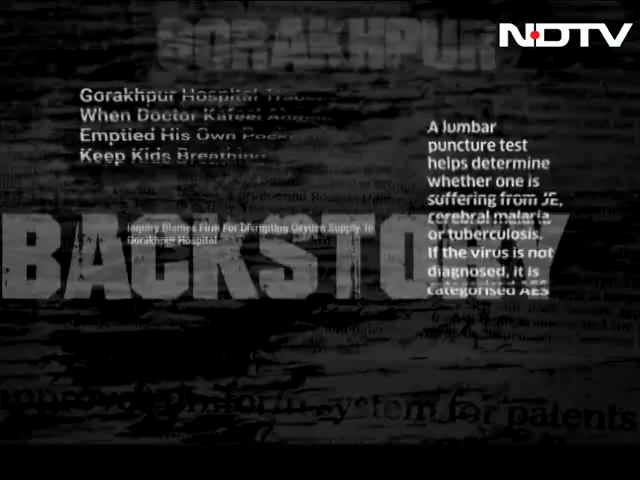 GORAKHPUR
NDTV
Gorakhpur Hospital
When Doctor Kafeel
Emptied His Own
Keep Kids Breathing
A lumbar
puncture test
helps determine
whether one is
suffering from JE,
cerebral malaria
or tuberculosis.
If the virus is not
diagnosed, it is
categorised AES
Inquiry Blames Firm For Disrupting Oxygen Supply To
Gorakhpur Hospital
BACKSTORY
uniform system for patents